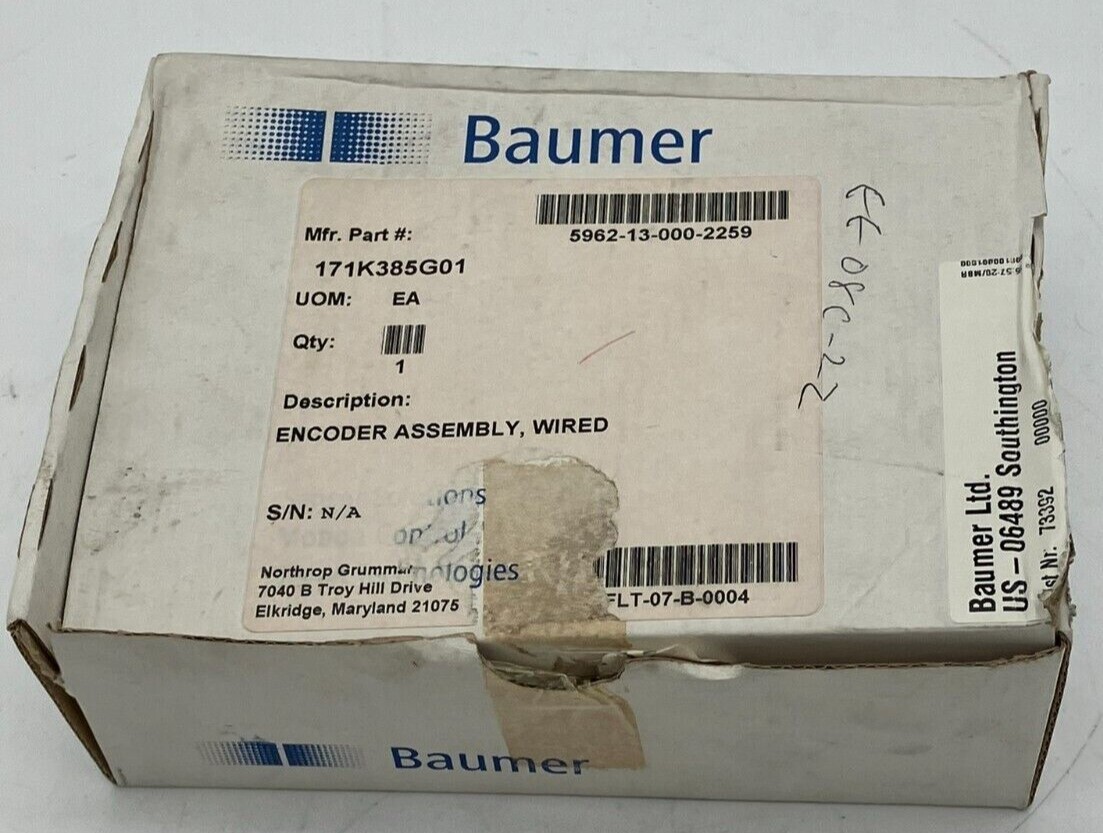 Baumer
5962-13-000-2259
Mfr. Part #:
171K385G01
UOM: EA
Qty:
1
Description:
ENCODER ASSEMBLY, WIRED
S/N: N/A
Northrop
7040 B Troy Hill Drive
Elkridge, Maryland 21075
FLT-07-B-0004
Baumer Ltd.
US - 06489 Southington
Nr. 73392 00000
Baumer